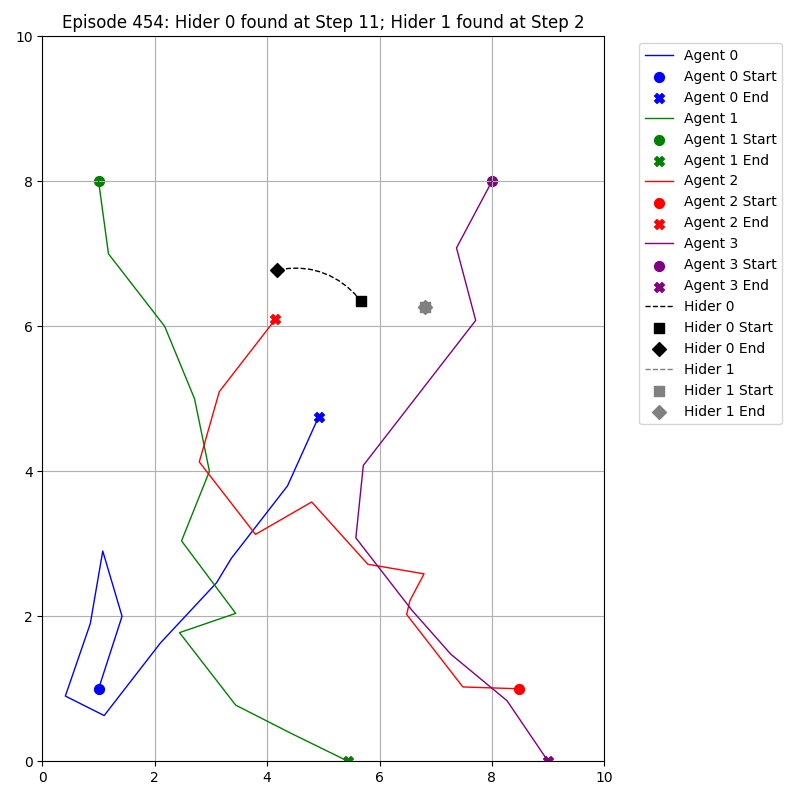 Episode 454: Hider 0 found at Step 11; Hider 1 found at Step 2
10
8
6
4
2
0
0 2 4 6 8 10
Agent 0
Agent 0 Start
Agent 0 End
Agent 1
Agent 1 Start
Agent 1 End
Agent 2
Agent 2 Start
Agent 2 End
Agent 3
Agent 3 Start
Agent 3 End
Hider 0
Hider 0 Start
Hider 0 End
Hider 1
Hider 1 Start
Hider 1 End